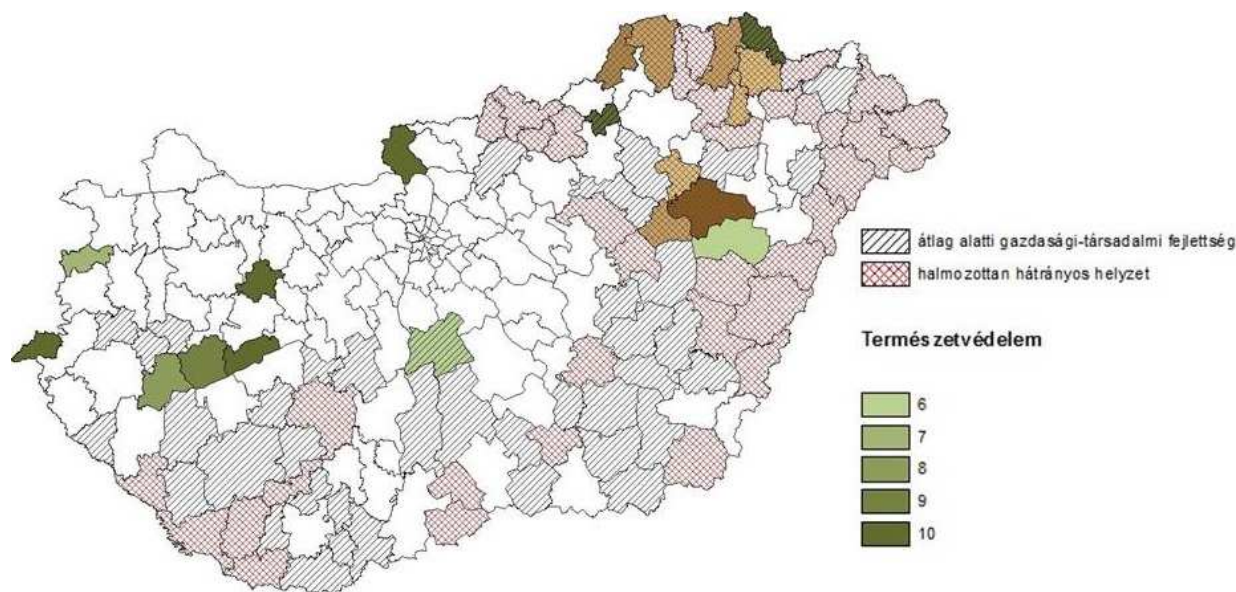 átlag alatti gazdasági-társadalmi fejlettség
halmozottan hátrányos helyzet
Természetvédelem
6
7
8
9
10